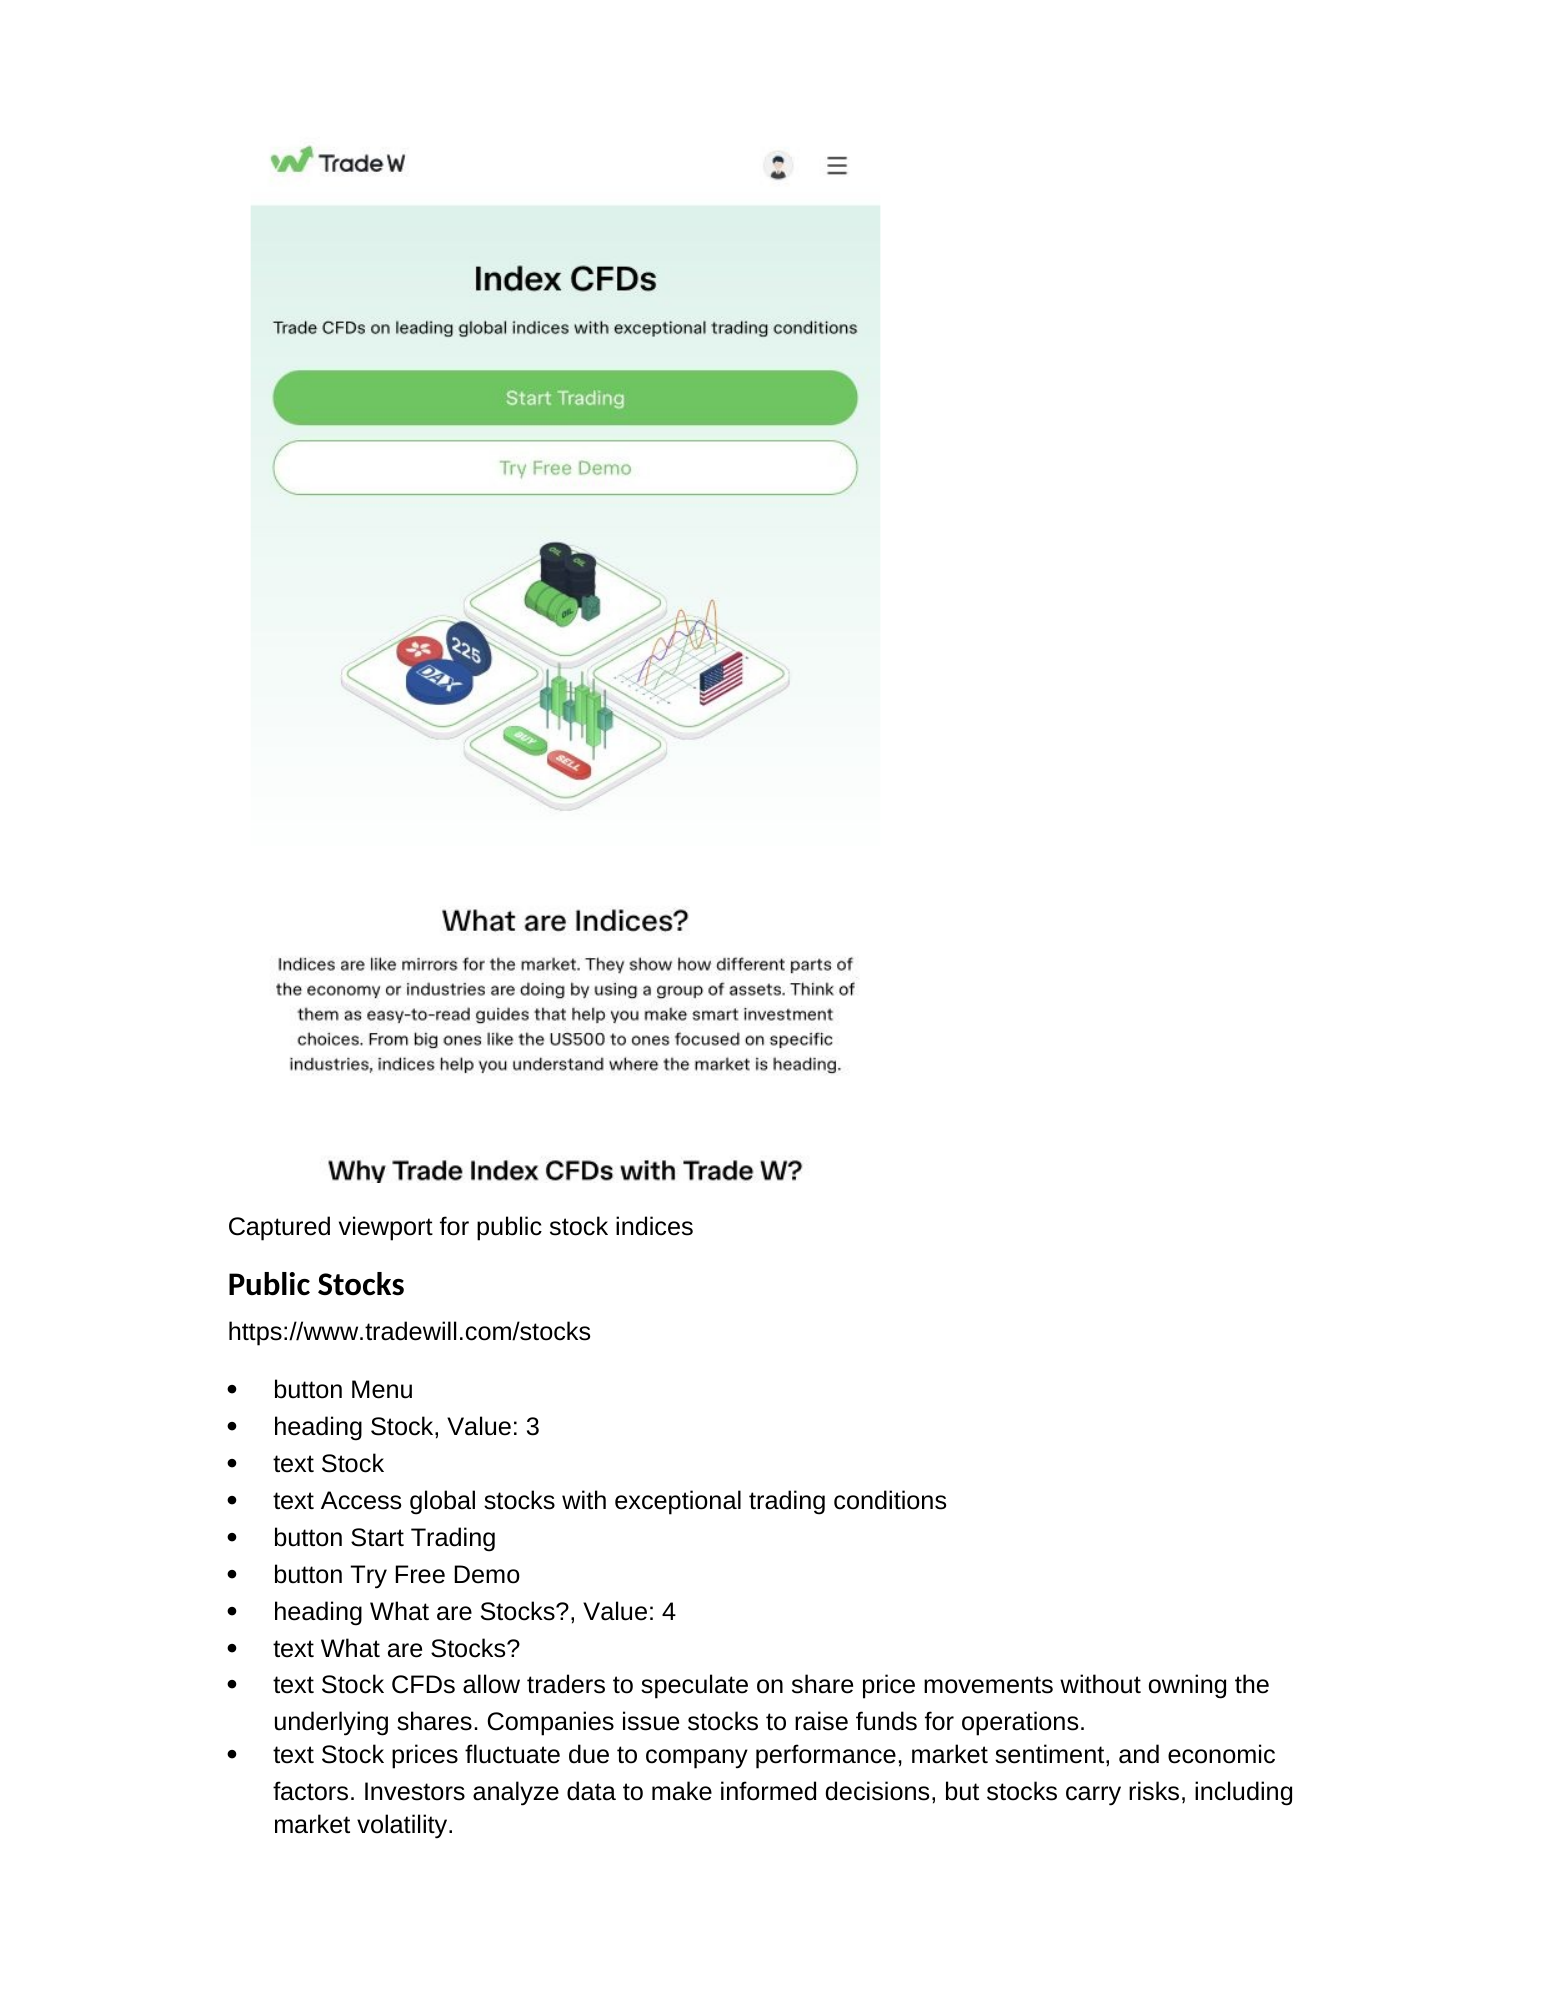 Trade W
Index CFDs
Trade CFDs on leading global indices with exceptional trading conditions
Start Trading
Try Free Demo
OIL
OIL
OIL
225
DAX
BUY
SELL
What are Indices?
Indices are like mirrors for the market. They show how different parts of
the economy or industries are doing by using a group of assets. Think of
them as easy-to-read guides that help you make smart investment
choices. From big ones like the US500 to ones focused on specific
industries, indices help you understand where the market is heading.
Why Trade Index CFDs with Trade W?
Captured viewport for public stock indices
Public Stocks
https://www.tradewill.com/stocks
• button Menu
• heading Stock, Value: 3
• text Stock
• text Access global stocks with exceptional trading conditions
• button Start Trading
• button Try Free Demo
• heading What are Stocks?, Value: 4
• text What are Stocks?
• text Stock CFDs allow traders to speculate on share price movements without owning the
underlying shares. Companies issue stocks to raise funds for operations.
• text Stock prices fluctuate due to company performance, market sentiment, and economic
factors. Investors analyze data to make informed decisions, but stocks carry risks, including
market volatility.